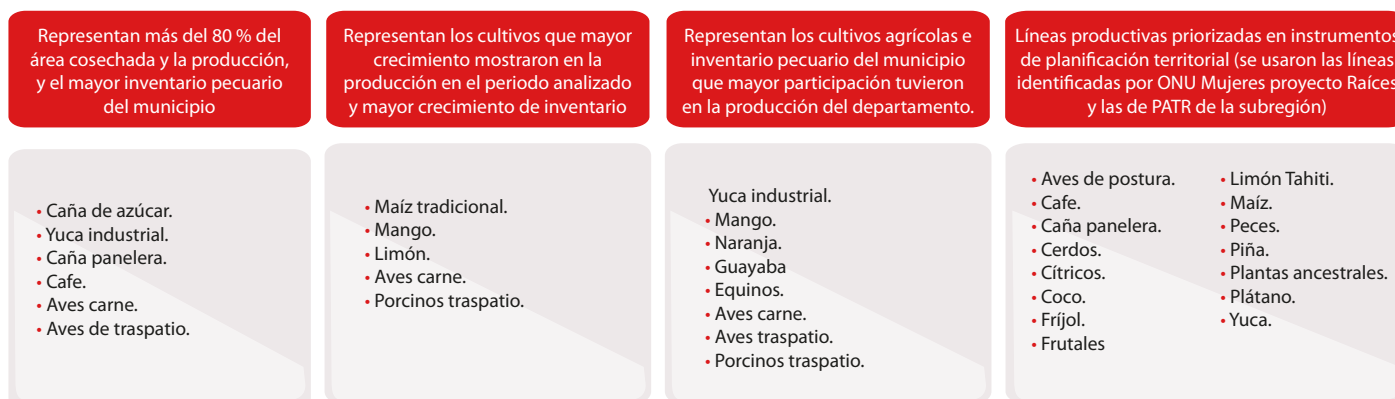 Representan más del 80 % del
área cosechada y la producción,
y el mayor inventario pecuario
del municipio
• Caña de azúcar.
• Yuca industrial.
• Caña panelera.
• Cafe.
• Aves carne.
• Aves de traspatio.
Representan los cultivos que mayor
crecimiento mostraron en la
producción en el periodo analizado
y mayor crecimiento de inventario
• Maíz tradicional.
• Mango.
• Limón.
• Aves carne.
• Porcinos traspatio.
Representan los cultivos agrícolas e
inventario pecuario del municipio
que mayor participación tuvieron
en la producción del departamento.
Yuca industrial.
• Mango.
• Naranja.
• Guayaba
• Equinos.
• Aves carne.
• Aves traspatio.
• Porcinos traspatio.
Líneas productivas priorizadas en instrumentos
de planificación territorial (se usaron las líneas
identificadas por ONU Mujeres proyecto Raíces
y las de PATR de la subregión)
• Aves de postura.
• Cafe.
• Caña panelera.
• Cerdos.
• Cítricos.
• Coco.
• Fríjol.
• Frutales
• Limón Tahiti.
• Maíz.
• Peces.
• Piña.
• Plantas ancestrales.
• Plátano.
• Yuca.